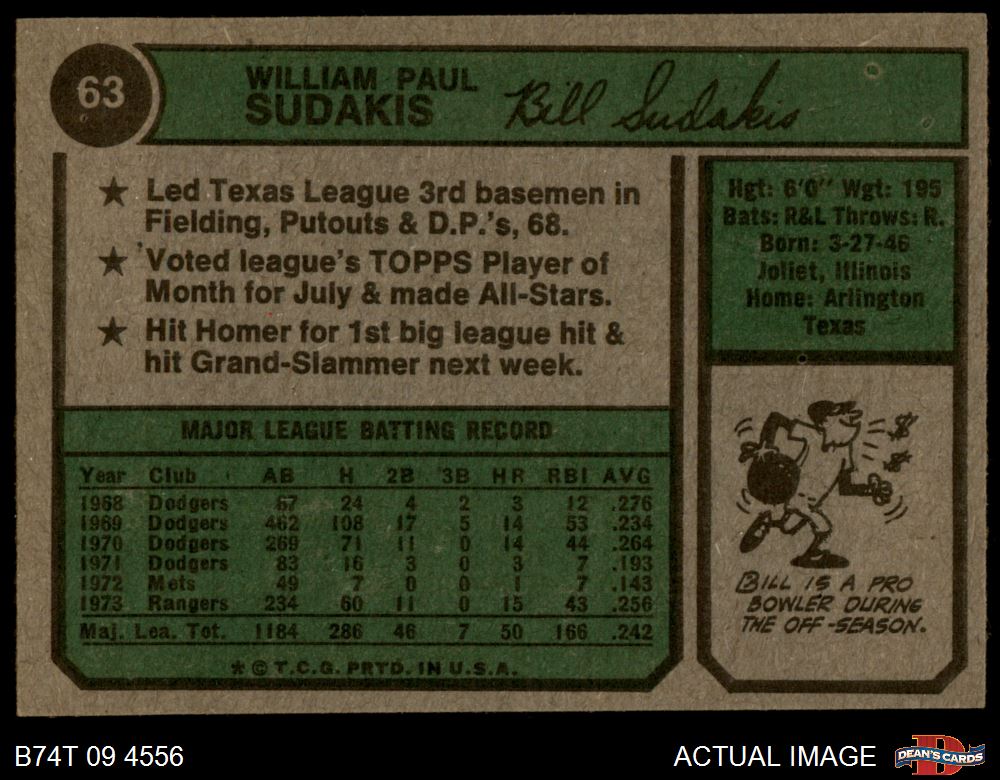 63
WILLIAM PAUL
SUDAKIS
Bill Sudakis
★ Led Texas League 3rd basemen in
Fielding, Putouts & D.P.'s, 68.
★ Voted league's TOPPS Player of
Month for July & made All-Stars.
★ Hit Homer for 1st big league hit &
hit Grand-Slammer next week.
Hgt: 6'0" Wgt: 195
Bats: R&L Throws: R.
Born: 3-27-46
Joliet, Illinois
Home: Arlington
Texas
MAJOR LEAGUE BATTING RECORD
Year Club AB H 2B 3B HR RBI AVG
1968 Dodgers 87 24 4 2 3 12 .276
1969 Dodgers 462 108 17 5 14 53 .234
1970 Dodgers 269 71 11 0 14 44 .264
1971 Dodgers 83 16 3 0 3 7 .193
1972 Mets 49 7 0 0 1 7 .143
1973 Rangers 234 60 11 0 15 43 .256
Maj. Lea. Tot. 1184 286 46 7 50 166 .242
* © T.C.G. PRTD. IN U.S.A.
$
$
BILL IS A PRO
BOWLER DURING
THE OFF-SEASON.
B74T 09 4556
ACTUAL IMAGE
D
DEAN'S CARDS